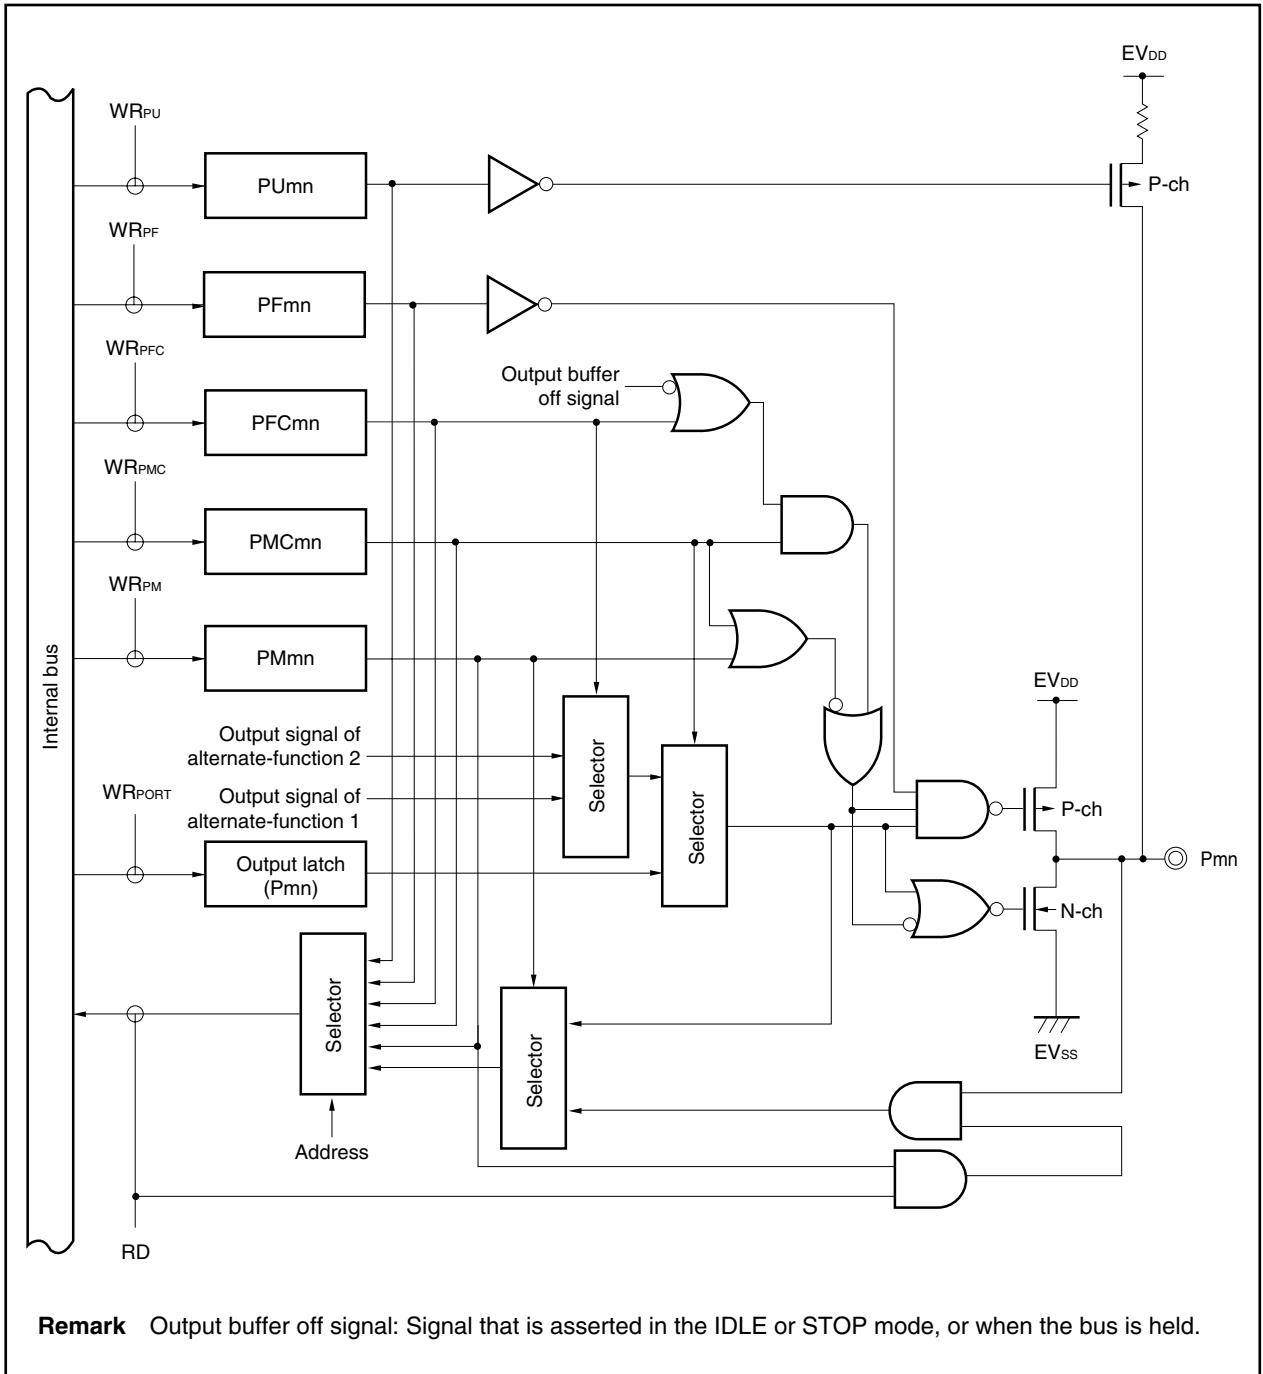 EVDD
WRPU
PUmn
P-ch
WRPF
PFmn
WRPFC
Output buffer
off signal
PFCmn
WRPMC
PMCmn
WRPM
PMmn
Internal bus
EVDD
Output signal of
alternate-function 2
Selector
WRPORT
Output signal of
alternate-function 1
Selector
P-ch
Output latch
(Pmn)
Pmn
N-ch
Selector
Selector
EVSS
Address
RD
Remark Output buffer off signal: Signal that is asserted in the IDLE or STOP mode, or when the bus is held.